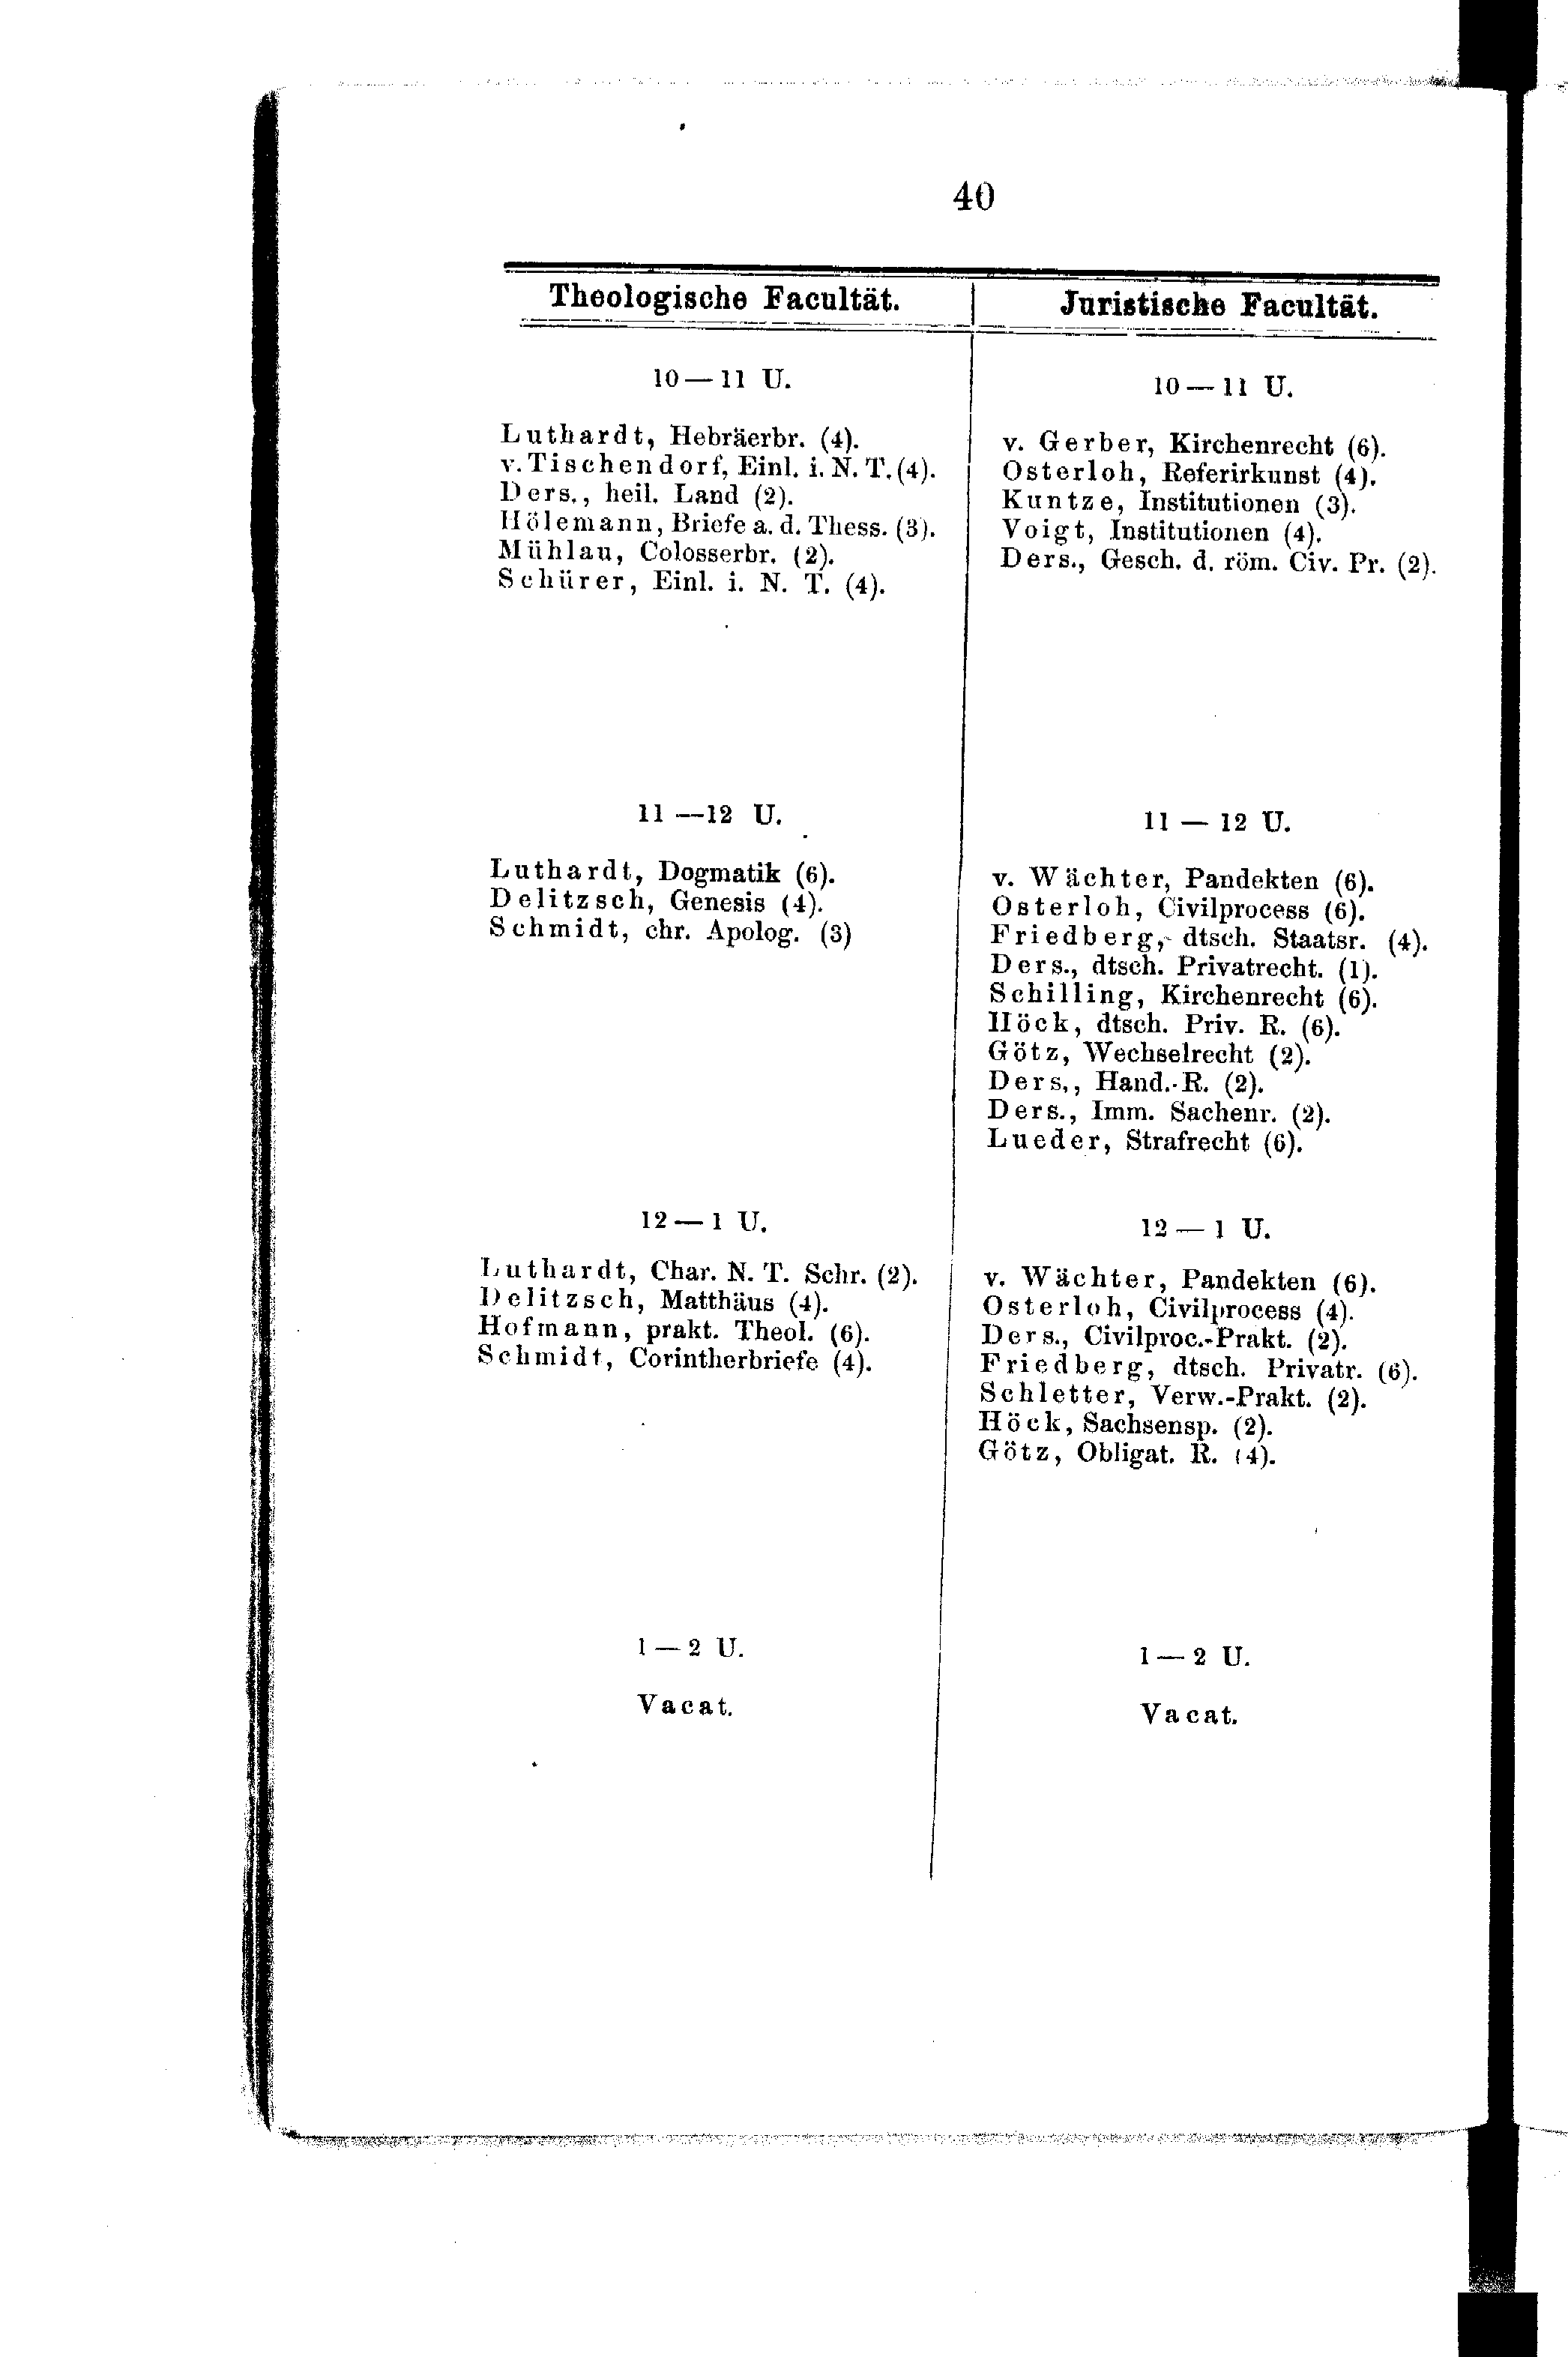 40
Theologische Facultät.
10—11 U.
Luthardt, Hebräerbr. (4).
v. Tischendorf, Einl. i. N. T. (4).
Ders., heil. Land (2).
Hölemann, Briefe a. d. Thess. (3).
Mühlau, Colosserbr. (2).
Schürer, Einl. i. N. T. (4).
11—12 U.
Luthardt, Dogmatik (6).
Delitzsch, Genesis (4).
Schmidt, chr. Apolog. (3)
12—1 U.
Luthardt, Char. N. T. Schr. (2).
Delitzsch, Matthäus (4).
Hofmann, prakt. Theol. (6).
Schmidt, Corintherbriefe (4).
1—2 U.
Vacat.
Juristische Facultät.
10—11 U.
v. Gerber, Kirchenrecht (6).
Osterloh, Referirkunst (4).
Kuntze, Institutionen (3).
Voigt, Institutionen (4).
Ders., Gesch. d. röm. Civ. Pr. (2).
11—12 U.
v. Wächter, Pandekten (6).
Osterloh, Civilprocess (6).
Friedberg, dtsch. Staatsr. (4).
Ders., dtsch. Privatrecht. (1).
Schilling, Kirchenrecht (6).
Höck, dtsch. Priv. R. (6).
Götz, Wechselrecht (2).
Ders., Hand.-R. (2).
Ders., Imm. Sachenr. (2).
Lueder, Strafrecht (6).
12—1 U.
v. Wächter, Pandekten (6).
Osterloh, Civilprocess (4).
Ders., Civilproc.-Prakt. (2).
Friedberg, dtsch. Privatr. (6).
Schletter, Verw.-Prakt. (2).
Höck, Sachsensp. (2).
Götz, Obligat. R. (4).
1—2 U.
Vacat.